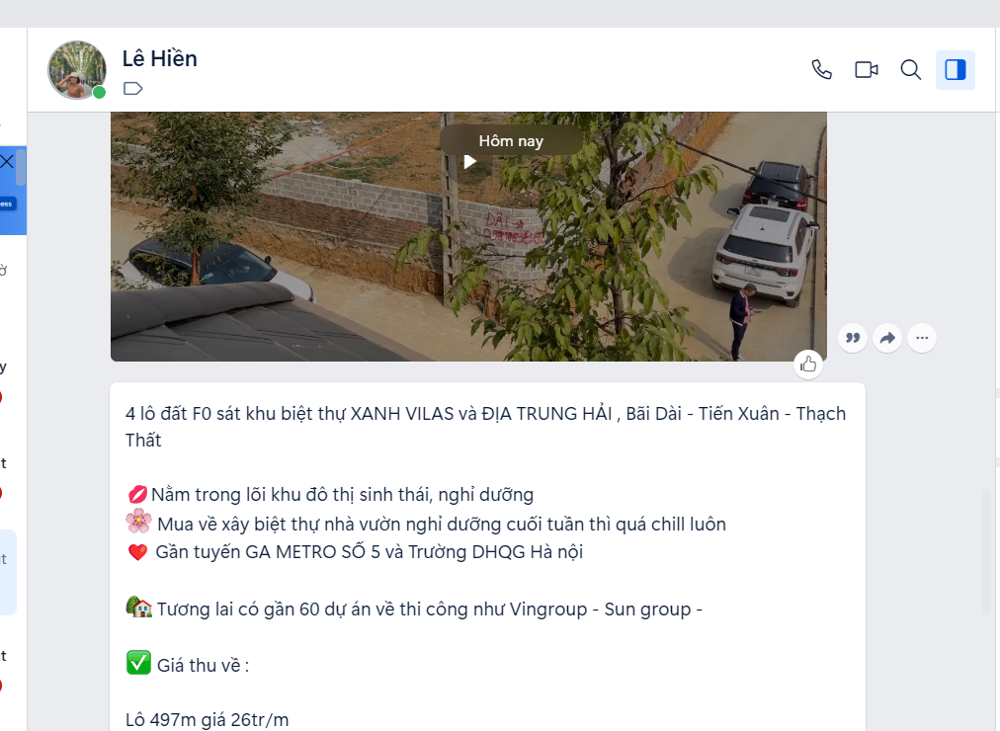 Lê Hiền
Hôm nay
ĐẤT
4 lô đất F0 sát khu biệt thự XANH VILAS và ĐỊA TRUNG HẢI , Bãi Dài - Tiến Xuân - Thạch
Thất
💋Nằm trong lõi khu đô thị sinh thái, nghỉ dưỡng
🌸 Mua về xây biệt thự nhà vườn nghỉ dưỡng cuối tuần thì quá chill luôn
❤️ Gần tuyến GA METRO SỐ 5 và Trường DHQG Hà nội
🏡 Tương lai có gần 60 dự án về thi công như Vingroup - Sun group -
✅ Giá thu về :
Lô 497m giá 26tr/m